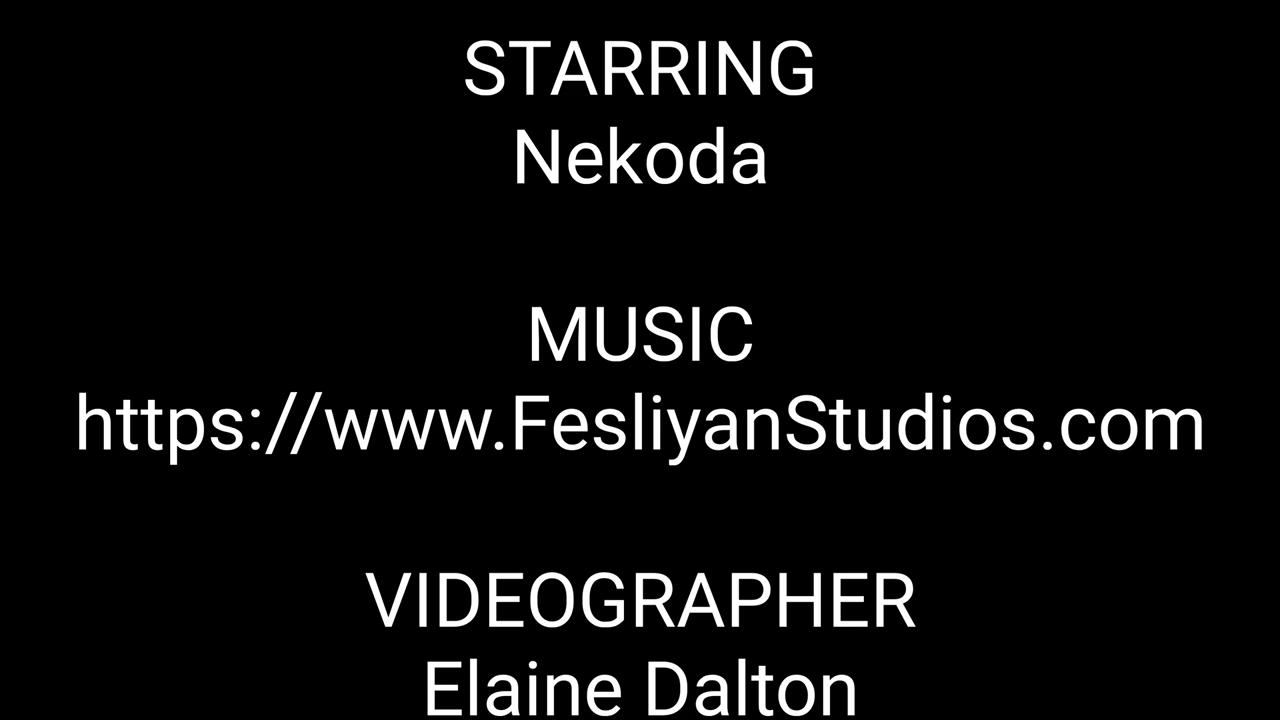 STARRING
Nekoda
MUSIC
https://www.FesliyanStudios.com
VIDEOGRAPHER
Elaine Dalton